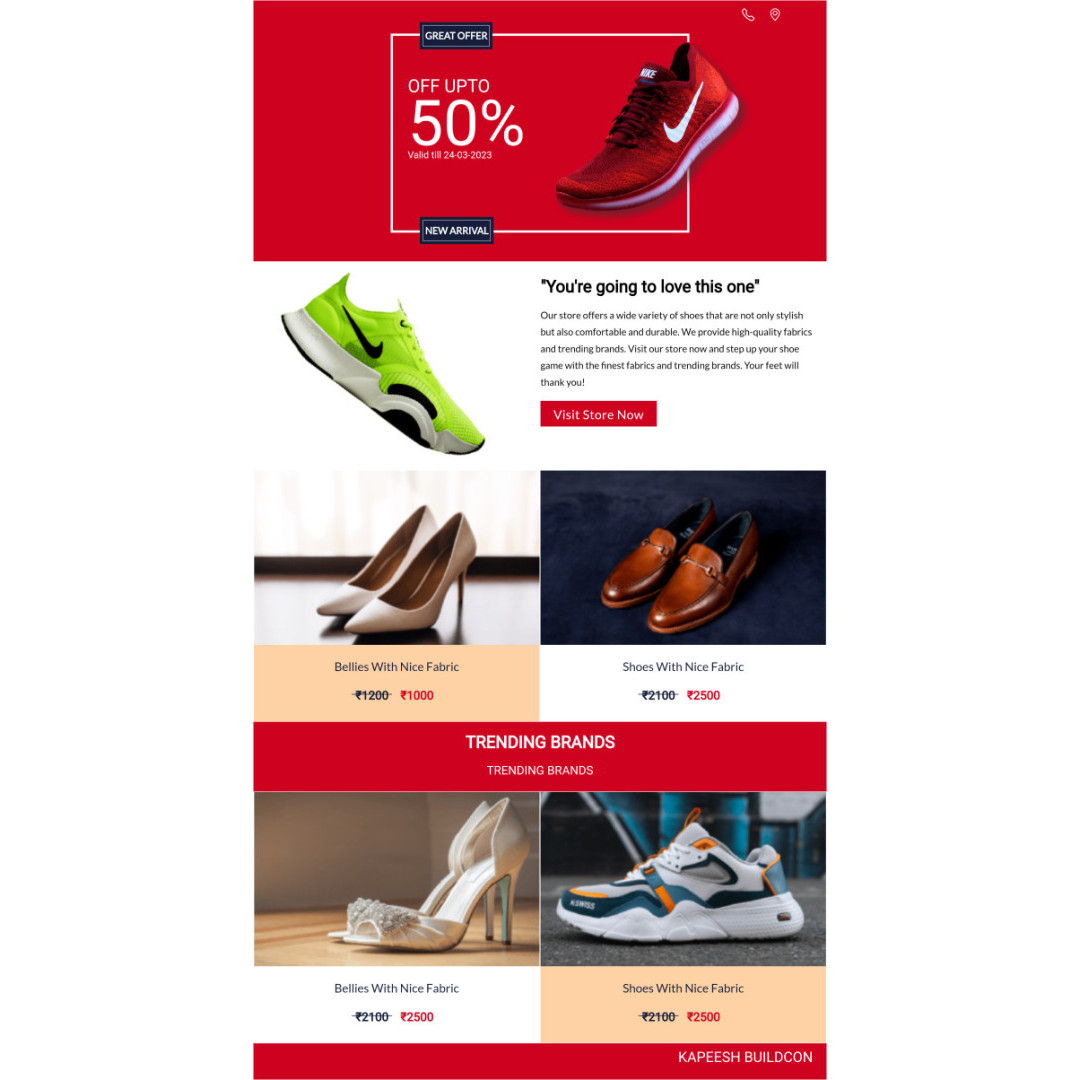 GREAT OFFER
OFF UPTO
50%
Valid till 24-03-2023
NIKE
NEW ARRIVAL
"You're going to love this one"
Our store offers a wide variety of shoes that are not only stylish
but also comfortable and durable. We provide high-quality fabrics
and trending brands. Visit our store now and step up your shoe
game with the finest fabrics and trending brands. Your feet will
thank you!
Visit Store Now
Bellies With Nice Fabric
₹1200 ₹1000
Shoes With Nice Fabric
₹2100 ₹2500
TRENDING BRANDS
TRENDING BRANDS
K·SWISS
Bellies With Nice Fabric
₹2100 ₹2500
Shoes With Nice Fabric
₹2100 ₹2500
KAPEESH BUILDCON